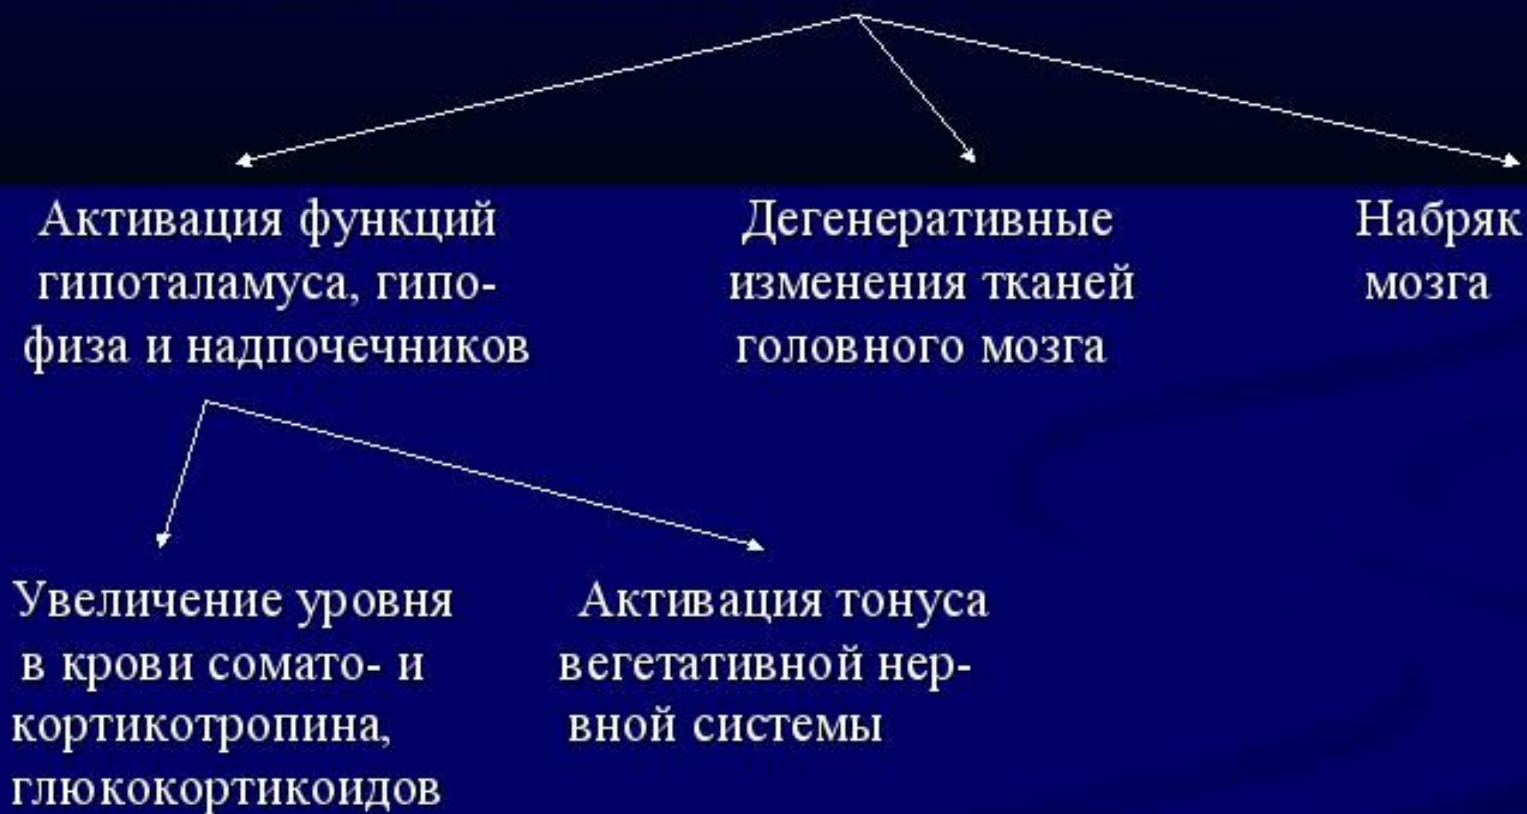 Активация функций
гипоталамуса, гипо-
физа и надпочечников
Дегенеративные
изменения тканей
головного мозга
Набряк
мозга
Увеличение уровня
в крови сомато- и
кортикотропина,
глюкокортикоидов
Активация тонуса
вегетативной нер-
вной системы